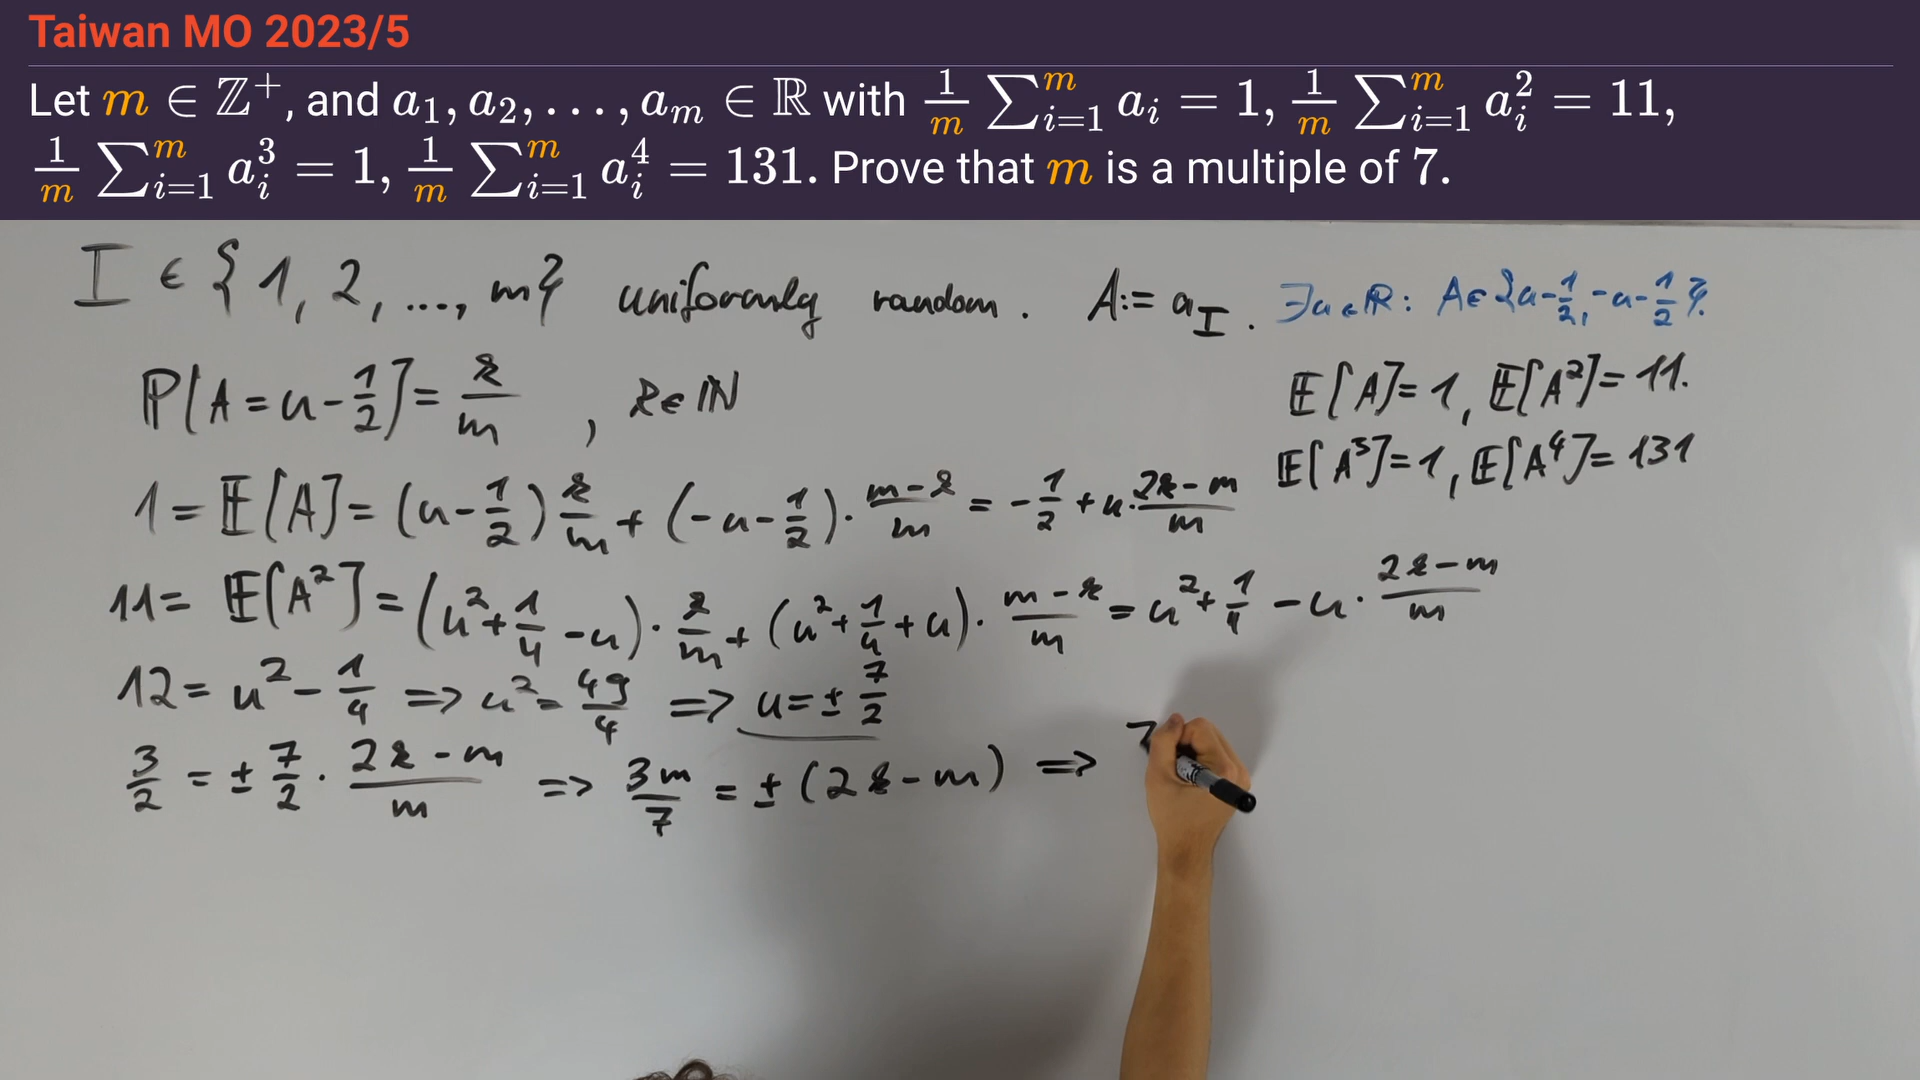 Taiwan MO 2023/5
Let m ∈ ℤ⁺, and a₁, a₂, …, aₘ ∈ ℝ with 1/m ∑ᵢ₌₁ᵐ aᵢ = 1, 1/m ∑ᵢ₌₁ᵐ aᵢ² = 11,
1/m ∑ᵢ₌₁ᵐ aᵢ³ = 1, 1/m ∑ᵢ₌₁ᵐ aᵢ⁴ = 131. Prove that m is a multiple of 7.
I ∈ {1, 2, ..., m} uniformly random. A := a_I. ∃u∈ℝ: A∈{u-1/2, -u-1/2}.
ℙ[A = u - 1/2] = k/m, k∈ℕ
𝔼[A]=1, 𝔼[A²]=11.
𝔼[A³]=1, 𝔼[A⁴]=131
1 = 𝔼[A] = (u - 1/2) k/m + (-u - 1/2) · (m-k)/m = -1/2 + u · (2k-m)/m
11 = 𝔼[A²] = (u² + 1/4 - u) · k/m + (u² + 1/4 + u) · (m-k)/m = u² + 1/4 - u · (2k-m)/m
12 = u² - 1/4 => u² = 49/4 => u = ± 7/2
3/2 = ± 7/2 · (2k-m)/m => 3m/7 = ± (2k-m) => 7